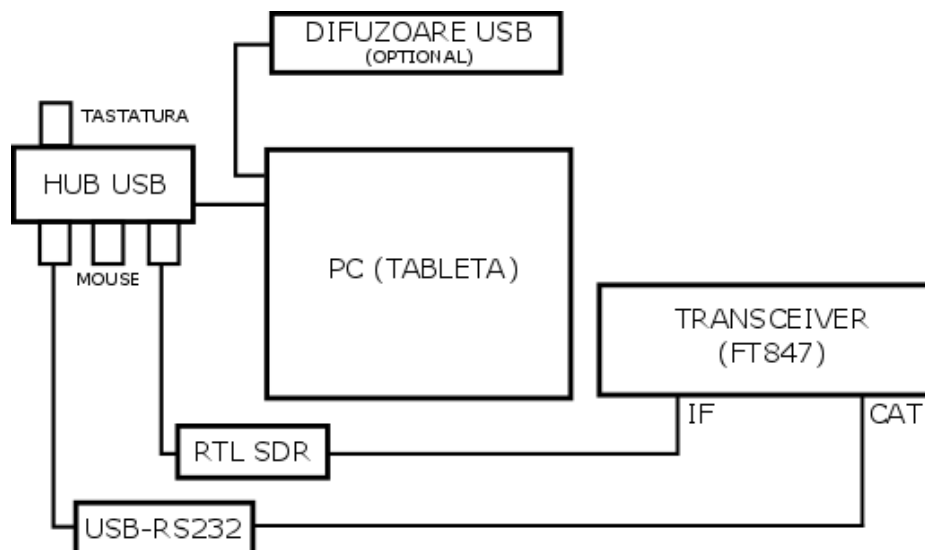 DIFUZOARE USB
(OPTIONAL)
TASTATURA
HUB USB
MOUSE
PC (TABLETA)
TRANSCEIVER
(FT847)
IF
CAT
RTL SDR
USB-RS232